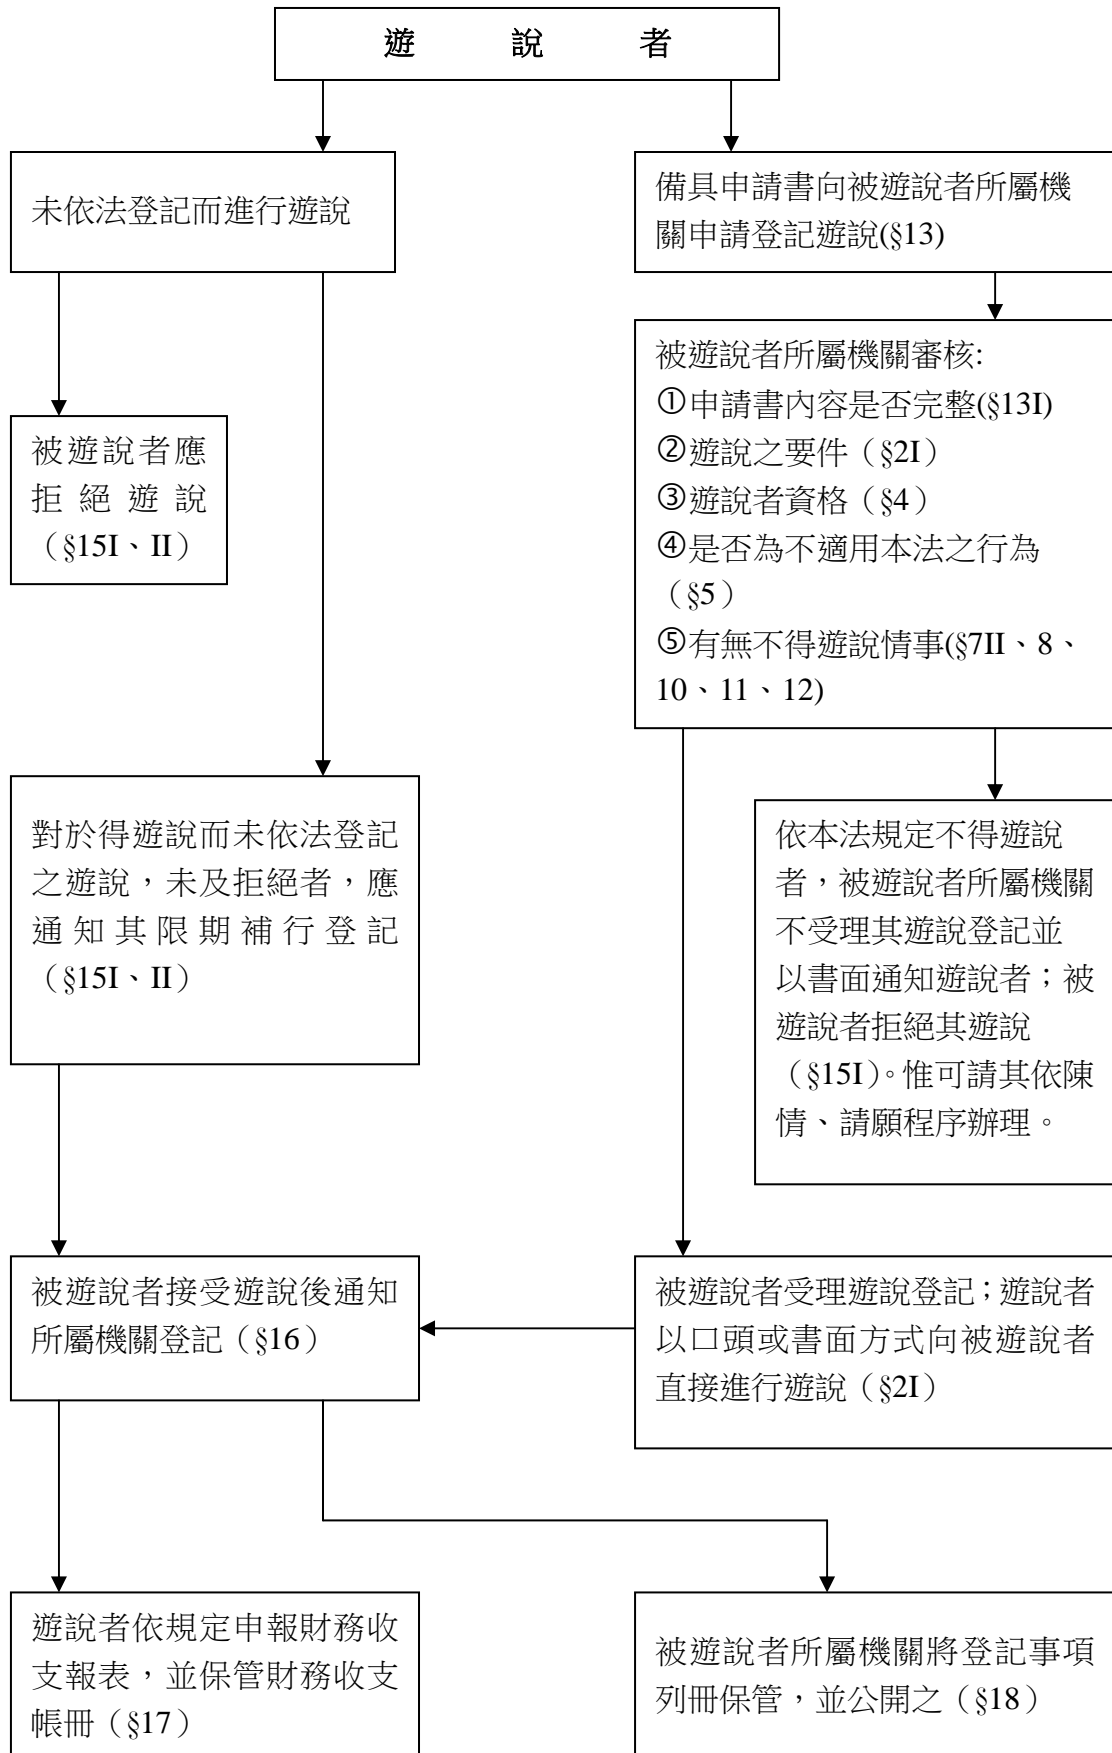 遊說者
未依法登記而進行遊說
備具申請書向被遊說者所屬機
關申請登記遊說(§13)
被遊說者所屬機關審核:
①申請書內容是否完整(§13I)
②遊說之要件（§2I）
③遊說者資格（§4）
④是否為不適用本法之行為
（§5）
⑤有無不得遊說情事(§7II、8、
10、11、12)
被遊說者應
拒絕遊說
（§15I、II）
對於得遊說而未依法登記
之遊說，未及拒絕者，應
通知其限期補行登記
（§15I、II）
依本法規定不得遊說
者，被遊說者所屬機關
不受理其遊說登記並
以書面通知遊說者；被
遊說者拒絕其遊說
（§15I）。惟可請其依陳
情、請願程序辦理。
被遊說者接受遊說後通知
所屬機關登記（§16）
被遊說者受理遊說登記；遊說者
以口頭或書面方式向被遊說者
直接進行遊說（§2I）
遊說者依規定申報財務收
支報表，並保管財務收支
帳冊（§17）
被遊說者所屬機關將登記事項
列冊保管，並公開之（§18）